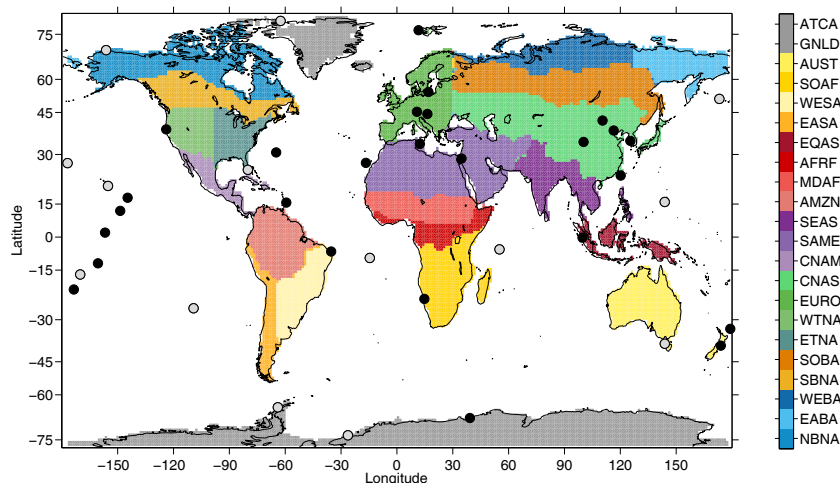 75
60
45
30
15
0
−15
−30
−45
−60
−75
Latitude
−150 −120 −90 −60 −30 0 30 60 90 120 150
Longitude
ATCA
GNLD
AUST
SOAF
WESA
EASA
EQAS
AFRF
MDAF
AMZN
SEAS
SAME
CNAM
CNAS
EURO
WTNA
ETNA
SOBA
SBNA
WEBA
EABA
NBNA